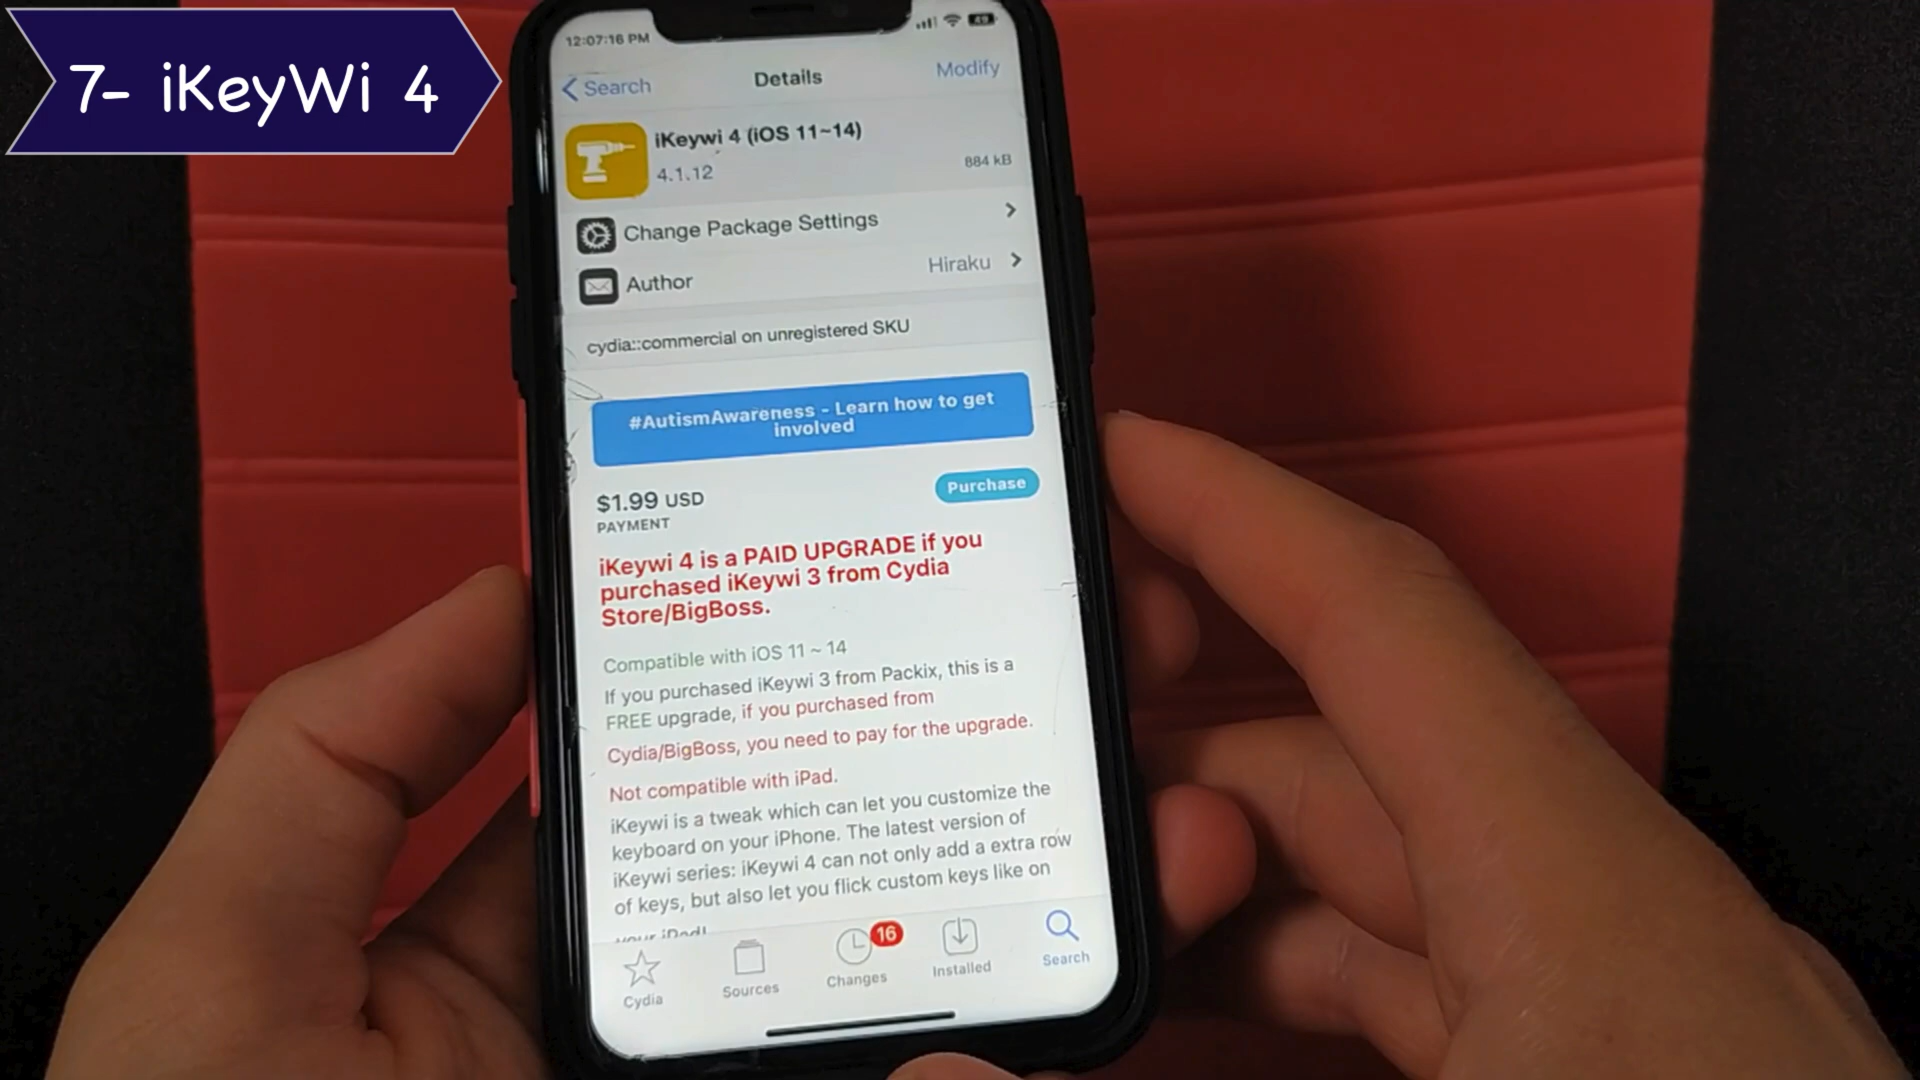 7- iKeyWi 4
12:07:16 PM
49
Search
Details
Modify
iKeywi 4 (iOS 11~14)
4.1.12
884 kB
Change Package Settings
Author
Hiraku
cydia::commercial on unregistered SKU
#AutismAwareness - Learn how to get
involved
$1.99 USD
PAYMENT
Purchase
iKeywi 4 is a PAID UPGRADE if you
purchased iKeywi 3 from Cydia
Store/BigBoss.
Compatible with iOS 11 ~ 14
If you purchased iKeywi 3 from Packix, this is a
FREE upgrade, if you purchased from
Cydia/BigBoss, you need to pay for the upgrade.
Not compatible with iPad.
iKeywi is a tweak which can let you customize the
keyboard on your iPhone. The latest version of
iKeywi series: iKeywi 4 can not only add a extra row
of keys, but also let you flick custom keys like on
your iPad!
Cydia
Sources
16
Changes
Installed
Search